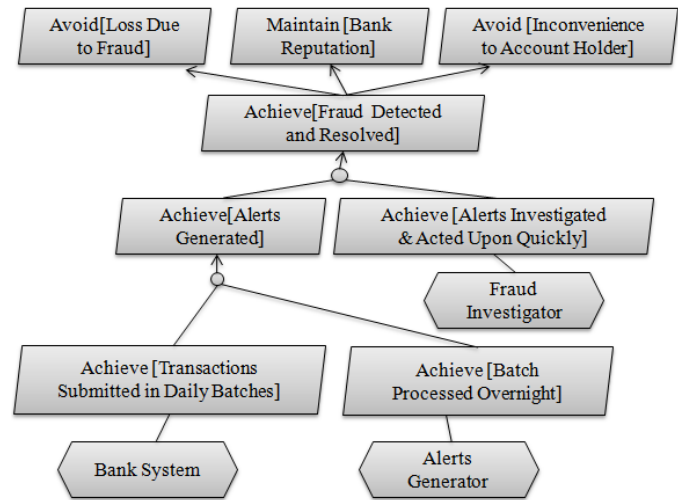 Avoid[Loss Due
to Fraud]
Maintain [Bank
Reputation]
Avoid [Inconvenience
to Account Holder]
Achieve[Fraud Detected
and Resolved]
Achieve[Alerts
Generated]
Achieve [Alerts Investigated
& Acted Upon Quickly]
Fraud
Investigator
Achieve [Transactions
Submitted in Daily Batches]
Achieve [Batch
Processed Overnight]
Bank System
Alerts
Generator